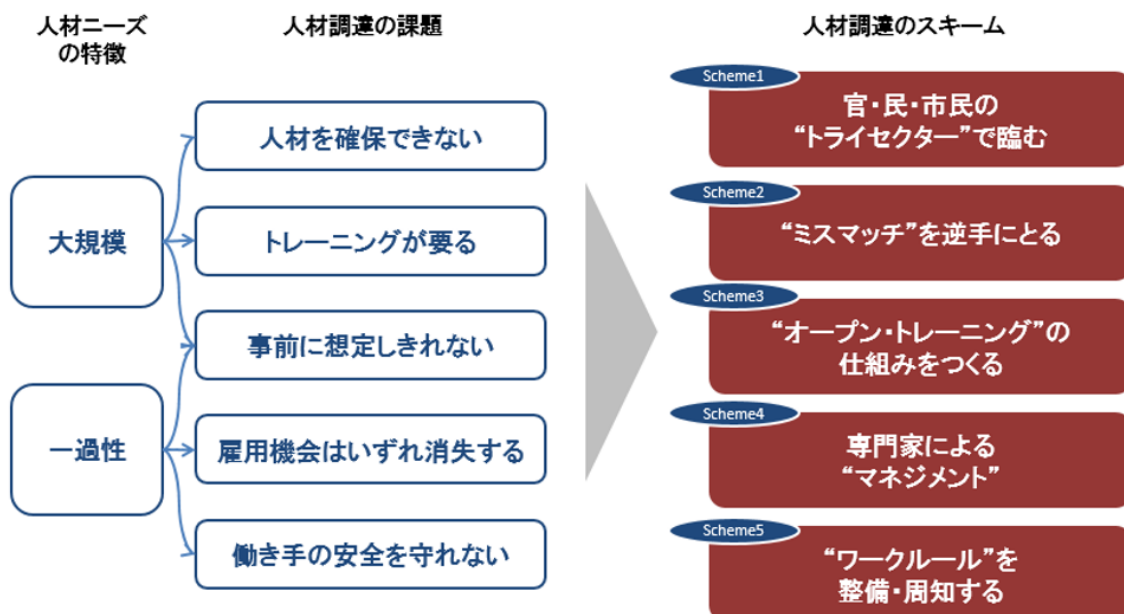 人材ニーズ
の特徴
人材調達の課題
人材調達のスキーム
大規模
一過性
人材を確保できない
トレーニングが要る
事前に想定しきれない
雇用機会はいずれ消失する
働き手の安全を守れない
Scheme1
官・民・市民の
“トライセクター”で臨む
Scheme2
“ミスマッチ”を逆手にとる
Scheme3
“オープン・トレーニング”の
仕組みをつくる
Scheme4
専門家による
“マネジメント”
Scheme5
“ワークルール”を
整備・周知する